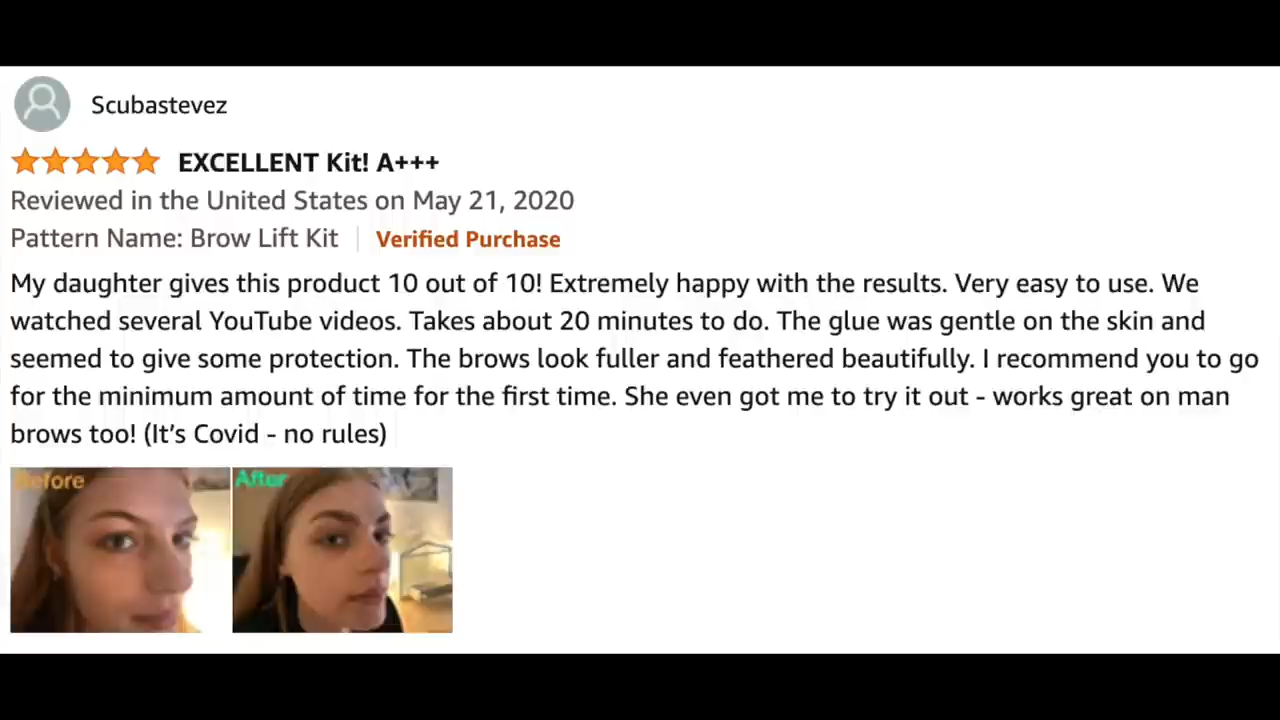 Scubastevez
EXCELLENT Kit! A+++
Reviewed in the United States on May 21, 2020
Pattern Name: Brow Lift Kit | Verified Purchase
My daughter gives this product 10 out of 10! Extremely happy with the results. Very easy to use. We
watched several YouTube videos. Takes about 20 minutes to do. The glue was gentle on the skin and
seemed to give some protection. The brows look fuller and feathered beautifully. I recommend you to go
for the minimum amount of time for the first time. She even got me to try it out - works great on man
brows too! (It’s Covid - no rules)
Before After